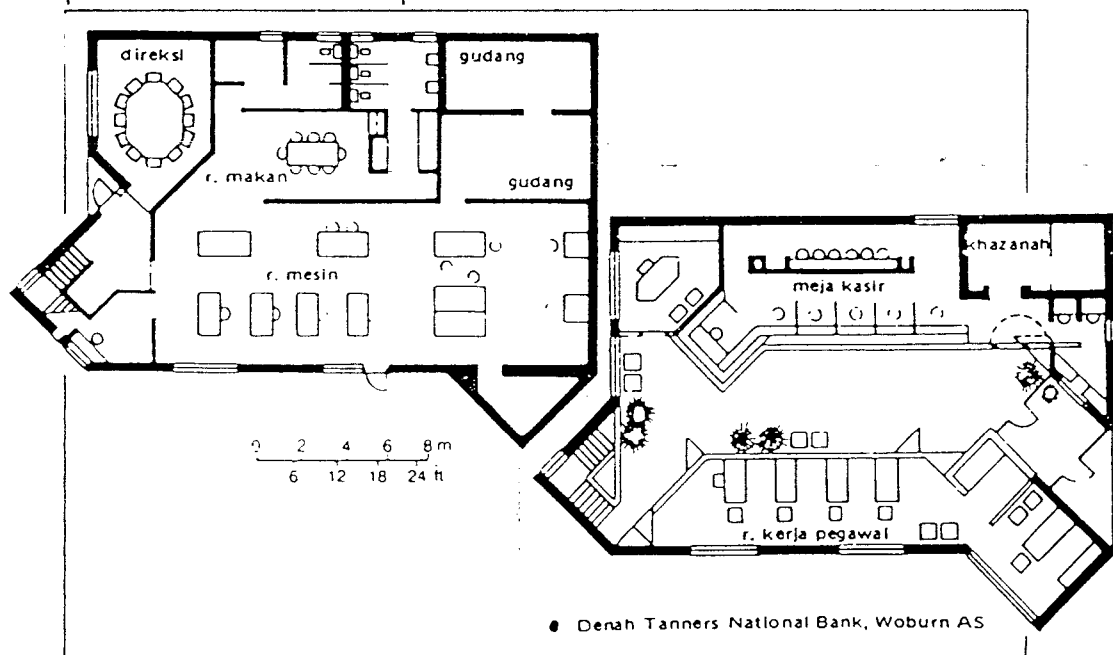 direksi
gudang
r. makan
gudang
r. mesin
khazanah
meja kasir
0 2 4 6 8 m
6 12 18 24 ft
r. kerja pegawai
Denah Tanners National Bank, Woburn AS